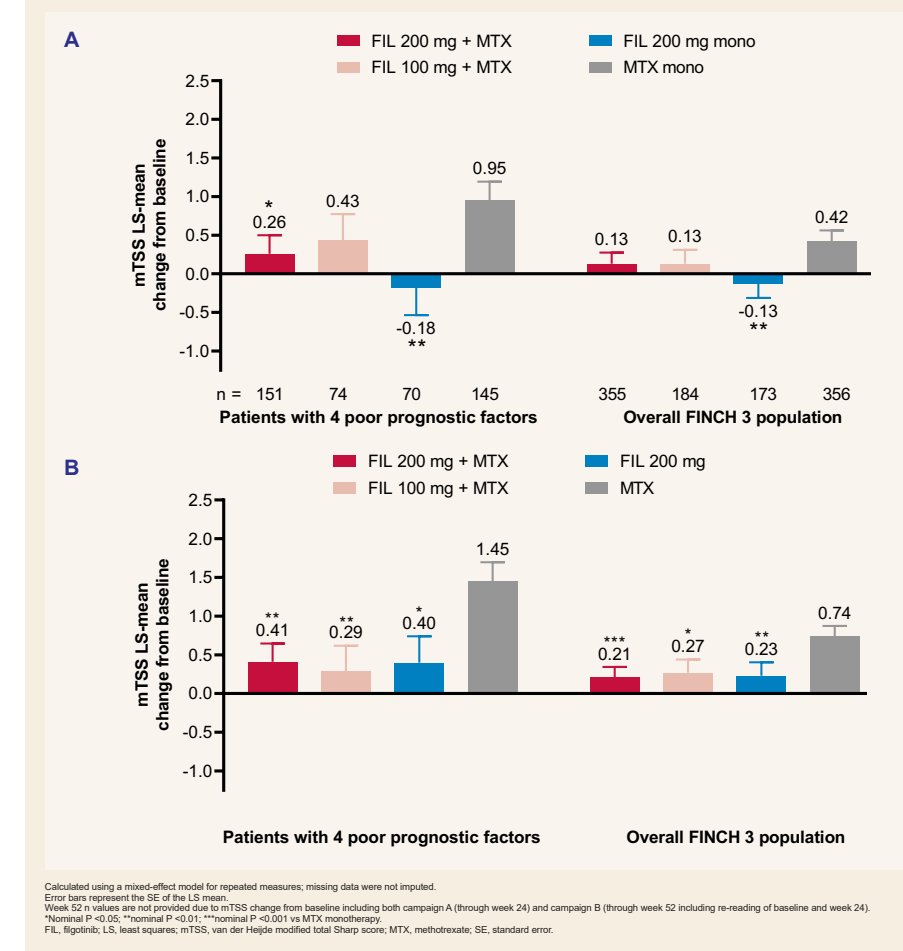 A
FIL 200 mg + MTX
FIL 200 mg mono
FIL 100 mg + MTX
MTX mono
mTSS LS-mean
change from baseline
2.5
2.0
1.5
1.0
0.5
0.0
-0.5
-1.0
*
0.26
0.43
-0.18
**
0.95
0.13
0.13
-0.13
**
0.42
n = 151 74 70 145 355 184 173 356
Patients with 4 poor prognostic factors
Overall FINCH 3 population
B
FIL 200 mg + MTX
FIL 200 mg
FIL 100 mg + MTX
MTX
mTSS LS-mean
change from baseline
2.5
2.0
1.5
1.0
0.5
0.0
-0.5
-1.0
**
0.41
**
0.29
*
0.40
1.45
***
0.21
*
0.27
**
0.23
0.74
Patients with 4 poor prognostic factors
Overall FINCH 3 population
Calculated using a mixed-effect model for repeated measures; missing data were not imputed.
Error bars represent the SE of the LS mean.
Week 52 n values are not provided due to mTSS change from baseline including both campaign A (through week 24) and campaign B (through week 52 including re-reading of baseline and week 24).
*Nominal P <0.05; **nominal P <0.01; ***nominal P <0.001 vs MTX monotherapy.
FIL, filgotinib; LS, least squares; mTSS, van der Heijde modified total Sharp score; MTX, methotrexate; SE, standard error.